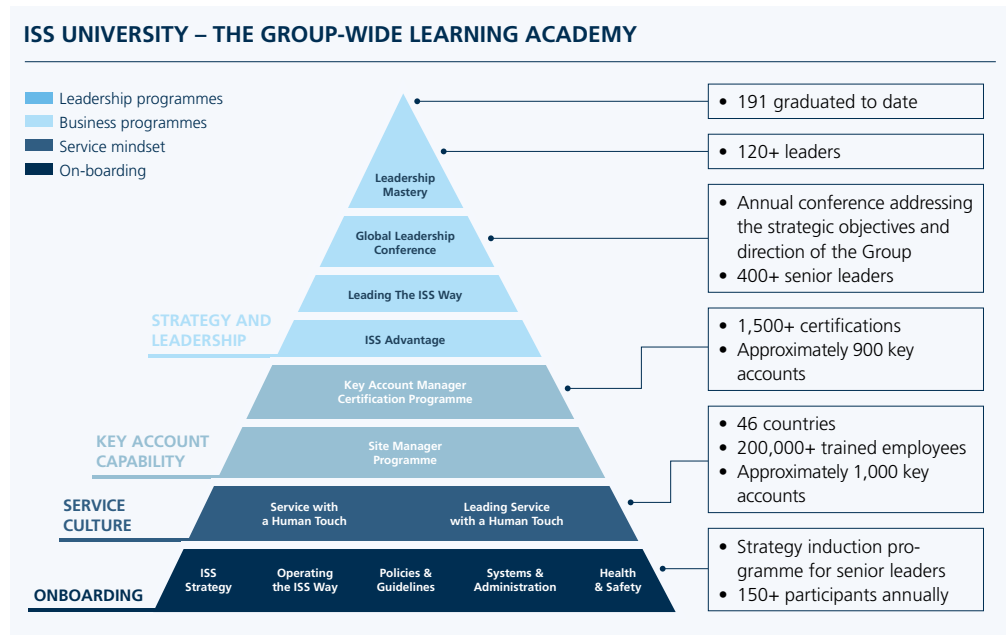 ISS UNIVERSITY – THE GROUP-WIDE LEARNING ACADEMY
Leadership programmes
Business programmes
Service mindset
On-boarding
Leadership
Mastery
Global Leadership
Conference
Leading The ISS Way
STRATEGY AND
LEADERSHIP
ISS Advantage
Key Account Manager
Certification Programme
KEY ACCOUNT
CAPABILITY
Site Manager
Programme
SERVICE
CULTURE
Service with
a Human Touch
Leading Service
with a Human Touch
ONBOARDING
ISS
Strategy
Operating
the ISS Way
Policies &
Guidelines
Systems &
Administration
Health
& Safety
• 191 graduated to date
• 120+ leaders
• Annual conference addressing
the strategic objectives and
direction of the Group
• 400+ senior leaders
• 1,500+ certifications
• Approximately 900 key
accounts
• 46 countries
• 200,000+ trained employees
• Approximately 1,000 key
accounts
• Strategy induction pro-
gramme for senior leaders
• 150+ participants annually